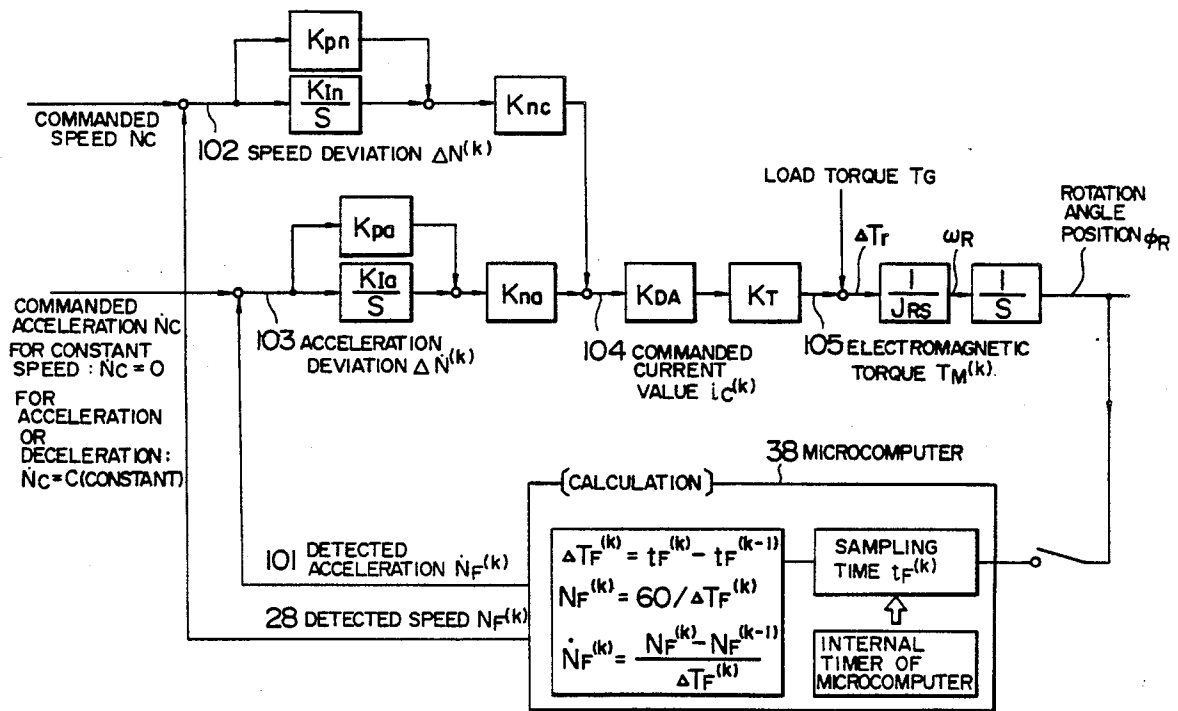 Kpn
KIn
S
Knc
COMMANDED
SPEED Nc
102 SPEED DEVIATION ΔN(k)
LOAD TORQUE TG
ROTATION
ANGLE
POSITION ϕR
Kpa
KIa
S
Kna
KDA
KT
ΔTr
1
JRS
ωR
1
S
COMMANDED
ACCELERATION Ṅc
FOR CONSTANT
SPEED : Ṅc = 0
FOR
ACCELERATION
OR
DECELERATION :
Ṅc = C(CONSTANT)
103 ACCELERATION
DEVIATION Δ Ṅ(k)
104 COMMANDED
CURRENT
VALUE ic(k)
105 ELECTROMAGNETIC
TORQUE TM(k).
38 MICROCOMPUTER
[CALCULATION]
ΔTF(k) = tF(k) - tF(k-1)
NF(k) = 60 / ΔTF(k)
ṄF(k) = NF(k) - NF(k-1)
ΔTF(k)
SAMPLING
TIME tF(k)
INTERNAL
TIMER OF
MICROCOMPUTER
101 DETECTED
ACCELERATION ṄF(k)
28 DETECTED SPEED NF(k)